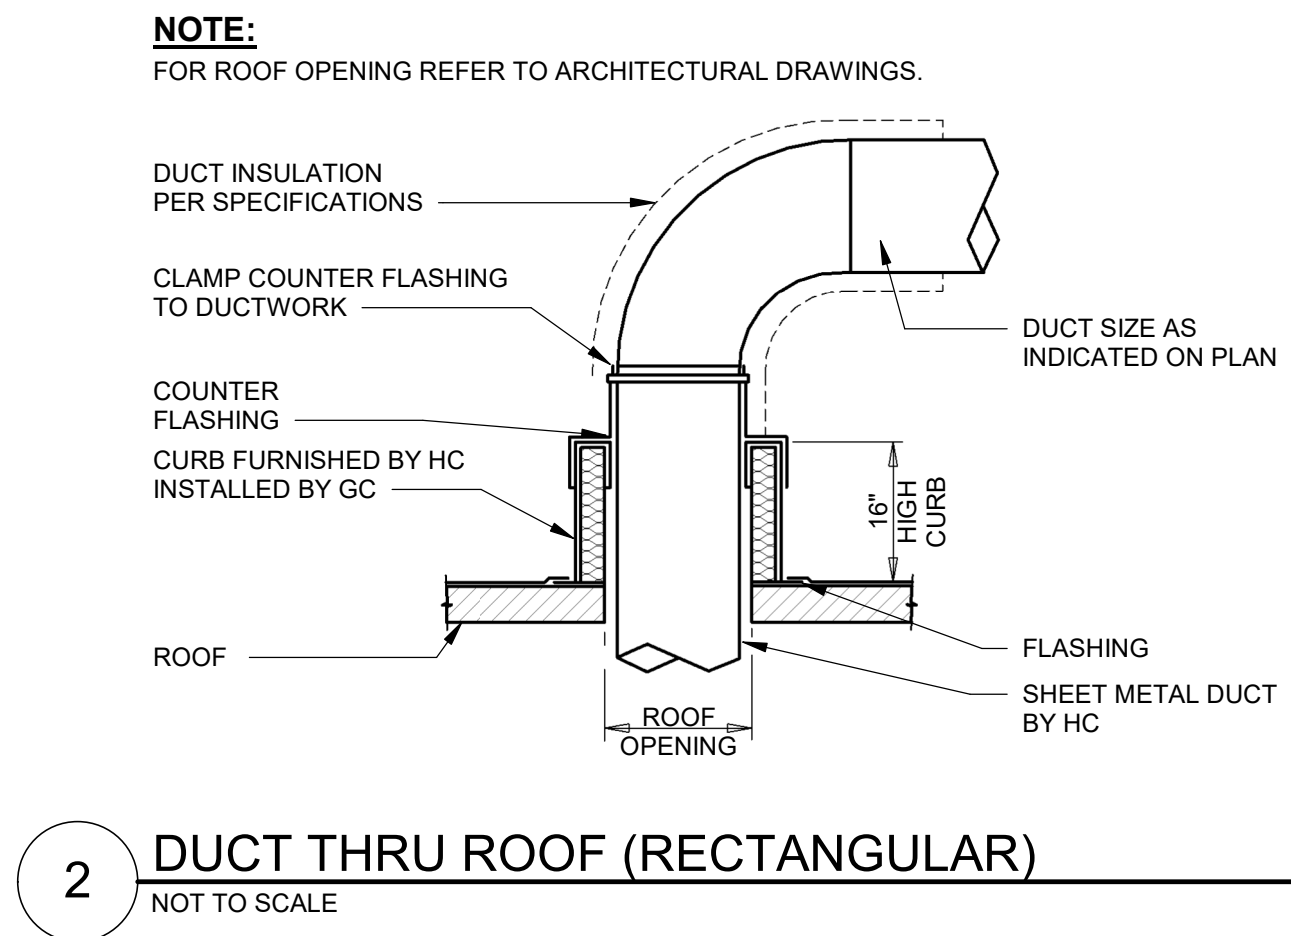 NOTE:
FOR ROOF OPENING REFER TO ARCHITECTURAL DRAWINGS.
DUCT INSULATION
PER SPECIFICATIONS
CLAMP COUNTER FLASHING
TO DUCTWORK
DUCT SIZE AS
INDICATED ON PLAN
COUNTER
FLASHING
CURB FURNISHED BY HC
INSTALLED BY GC
16"
HIGH
CURB
ROOF
FLASHING
SHEET METAL DUCT
BY HC
ROOF
OPENING
2
DUCT THRU ROOF (RECTANGULAR)
NOT TO SCALE